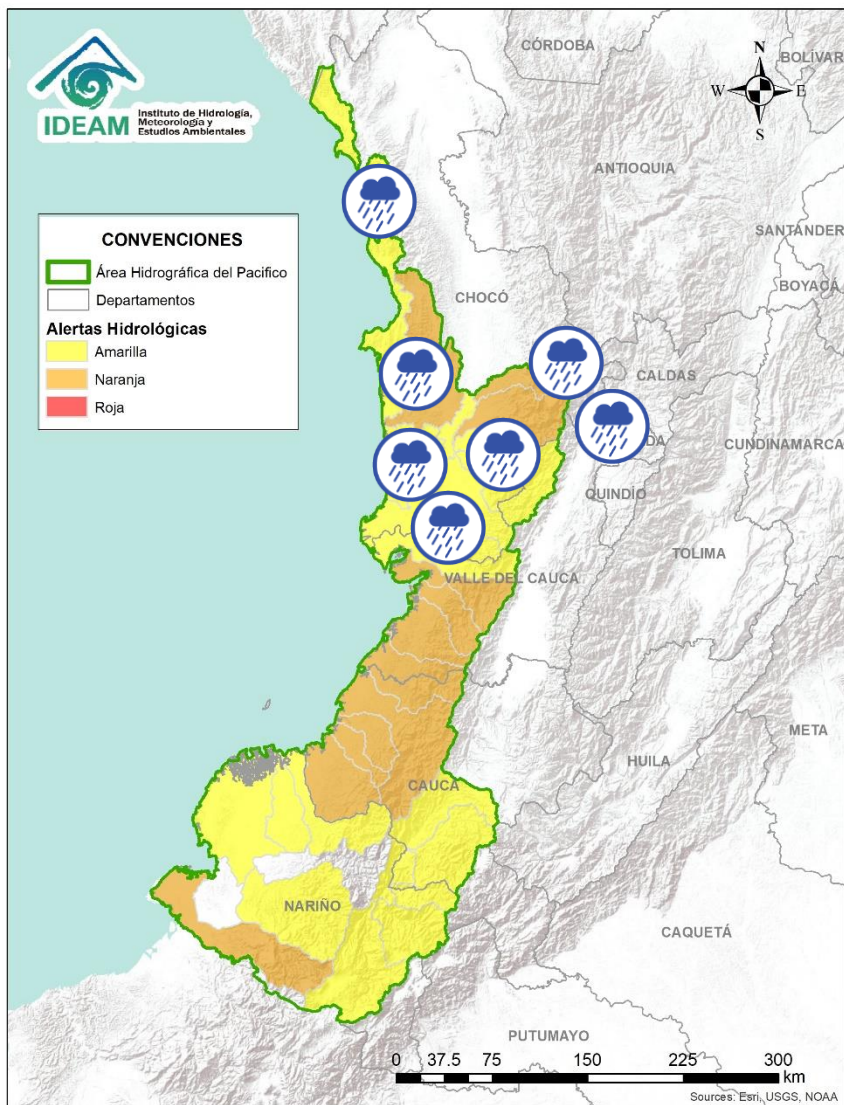 CÓRDOBA
BOLÍVAR
N
W E
S
IDEAM
Instituto de Hidrología,
Meteorología y
Estudios Ambientales
ANTIOQUIA
CONVENCIONES
Área Hidrográfica del Pacifico
Departamentos
Alertas Hidrológicas
Amarilla
Naranja
Roja
SANTANDER
BOYACÁ
CHOCÓ
CALDAS
CUNDINAMARCA
DA
QUINDÍO
TOLIMA
VALLE DEL CAUCA
META
HUILA
CAUCA
NARIÑO
CAQUETÁ
PUTUMAYO
0 37.5 75 150 225 300
km
Sources: Esri, USGS, NOAA